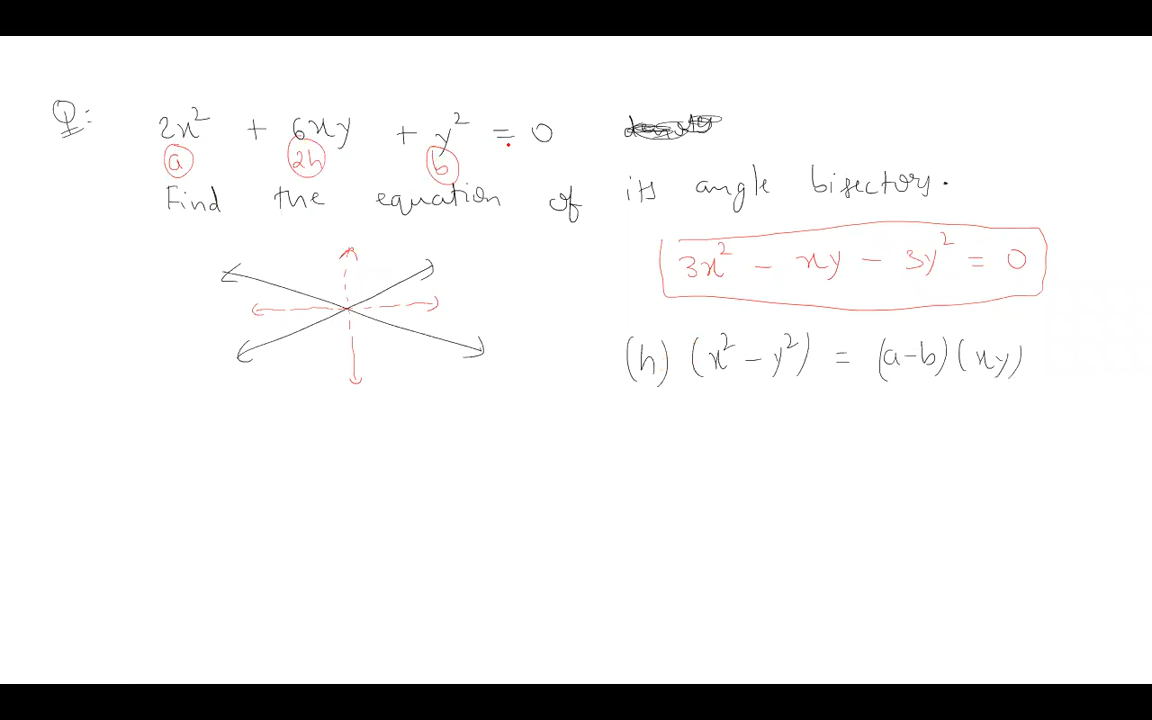 Q:
2x² + 6xy + y² = 0
a 2h b
Find the equation of its angle bisectors.
3x² - xy - 3y² = 0
(h) (x² - y²) = (a-b) (xy)